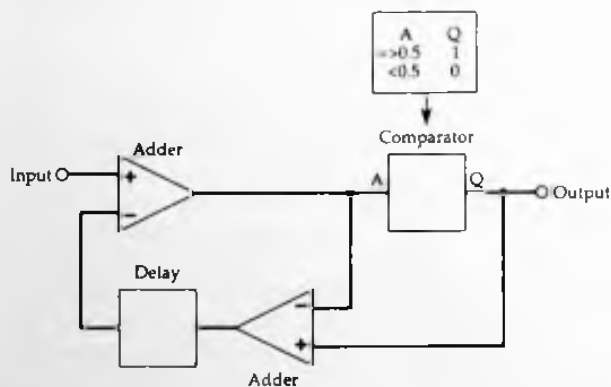 A Q
=>0.5 1
<0.5 0
Comparator
Adder
Input
+
−
A
Q
Output
Delay
−
+
Adder